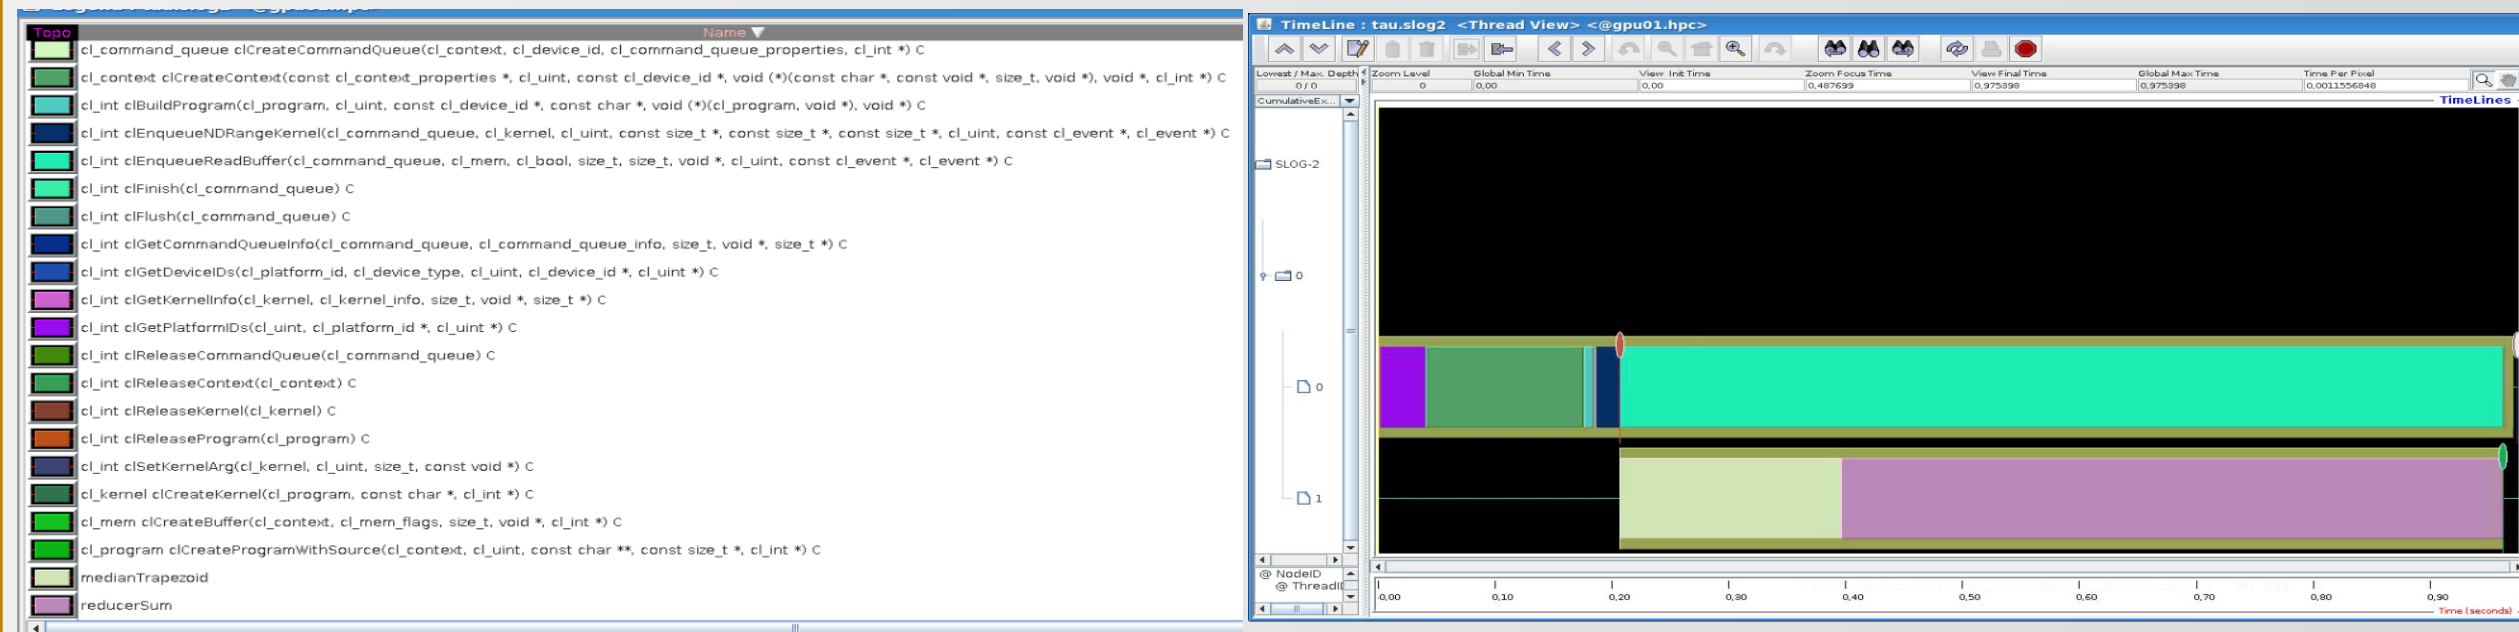 Topo Name
cl_command_queue clCreateCommandQueue(cl_context, cl_device_id, cl_command_queue_properties, cl_int *) C
cl_context clCreateContext(const cl_context_properties *, cl_uint, const cl_device_id *, void (*)(const char *, const void *, size_t, void *), void *, cl_int *) C
cl_int clBuildProgram(cl_program, cl_uint, const cl_device_id *, const char *, void (*)(cl_program, void *), void *) C
cl_int clEnqueueNDRangeKernel(cl_command_queue, cl_kernel, cl_uint, const size_t *, const size_t *, const size_t *, cl_uint, const cl_event *, cl_event *) C
cl_int clEnqueueReadBuffer(cl_command_queue, cl_mem, cl_bool, size_t, size_t, void *, cl_uint, const cl_event *, cl_event *) C
cl_int clFinish(cl_command_queue) C
cl_int clFlush(cl_command_queue) C
cl_int clGetCommandQueueInfo(cl_command_queue, cl_command_queue_info, size_t, void *, size_t *) C
cl_int clGetDeviceIDs(cl_platform_id, cl_device_type, cl_uint, cl_device_id *, cl_uint *) C
cl_int clGetKernelInfo(cl_kernel, cl_kernel_info, size_t, void *, size_t *) C
cl_int clGetPlatformIDs(cl_uint, cl_platform_id *, cl_uint *) C
cl_int clReleaseCommandQueue(cl_command_queue) C
cl_int clReleaseContext(cl_context) C
cl_int clReleaseKernel(cl_kernel) C
cl_int clReleaseProgram(cl_program) C
cl_int clSetKernelArg(cl_kernel, cl_uint, size_t, const void *) C
cl_kernel clCreateKernel(cl_program, const char *, cl_int *) C
cl_mem clCreateBuffer(cl_context, cl_mem_flags, size_t, void *, cl_int *) C
cl_program clCreateProgramWithSource(cl_context, cl_uint, const char **, const size_t *, cl_int *) C
medianTrapezoid
reducerSum
TimeLine : tau.slog2 <Thread View> <@gpu01.hpc>
Lowest / Max. Depth Zoom Level Global Min Time View Init Time Zoom Focus Time View Final Time Global Max Time Time Per Pixel
0 / 0 0 0,00 0,00 0,487699 0,975398 0,975398 0,0011556848
CumulativeEx... TimeLines
SLOG-2
0
0
1
@ NodeID
@ ThreadI
0,00 0,10 0,20 0,30 0,40 0,50 0,60 0,70 0,80 0,90
Time (seconds)